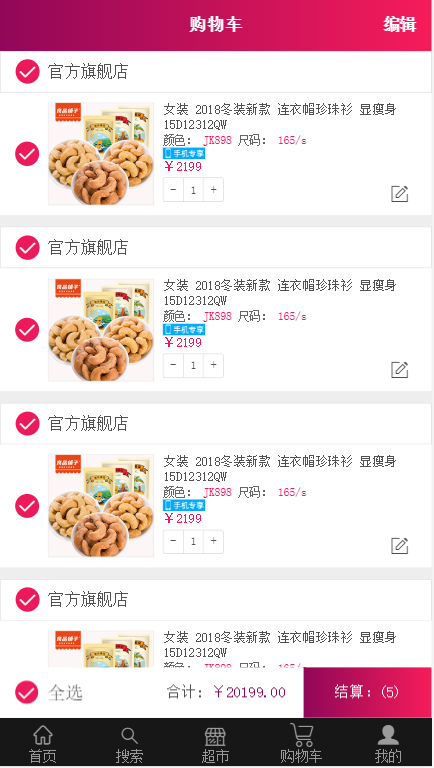 购物车 编辑
官方旗舰店
良品铺子
女装 2018冬装新款 连衣帽珍珠衫 显瘦身
15D12312QW
颜色： JK898 尺码： 165/s
手机专享
￥2199
- 1 +
官方旗舰店
良品铺子
女装 2018冬装新款 连衣帽珍珠衫 显瘦身
15D12312QW
颜色： JK898 尺码： 165/s
手机专享
￥2199
- 1 +
官方旗舰店
良品铺子
女装 2018冬装新款 连衣帽珍珠衫 显瘦身
15D12312QW
颜色： JK898 尺码： 165/s
手机专享
￥2199
- 1 +
官方旗舰店
良品铺子
女装 2018冬装新款 连衣帽珍珠衫 显瘦身
15D12312QW
颜色： JK898 尺码： 165/s
全选 合计：￥20199.00 结算：(5)
首页 搜索 超市 购物车 我的